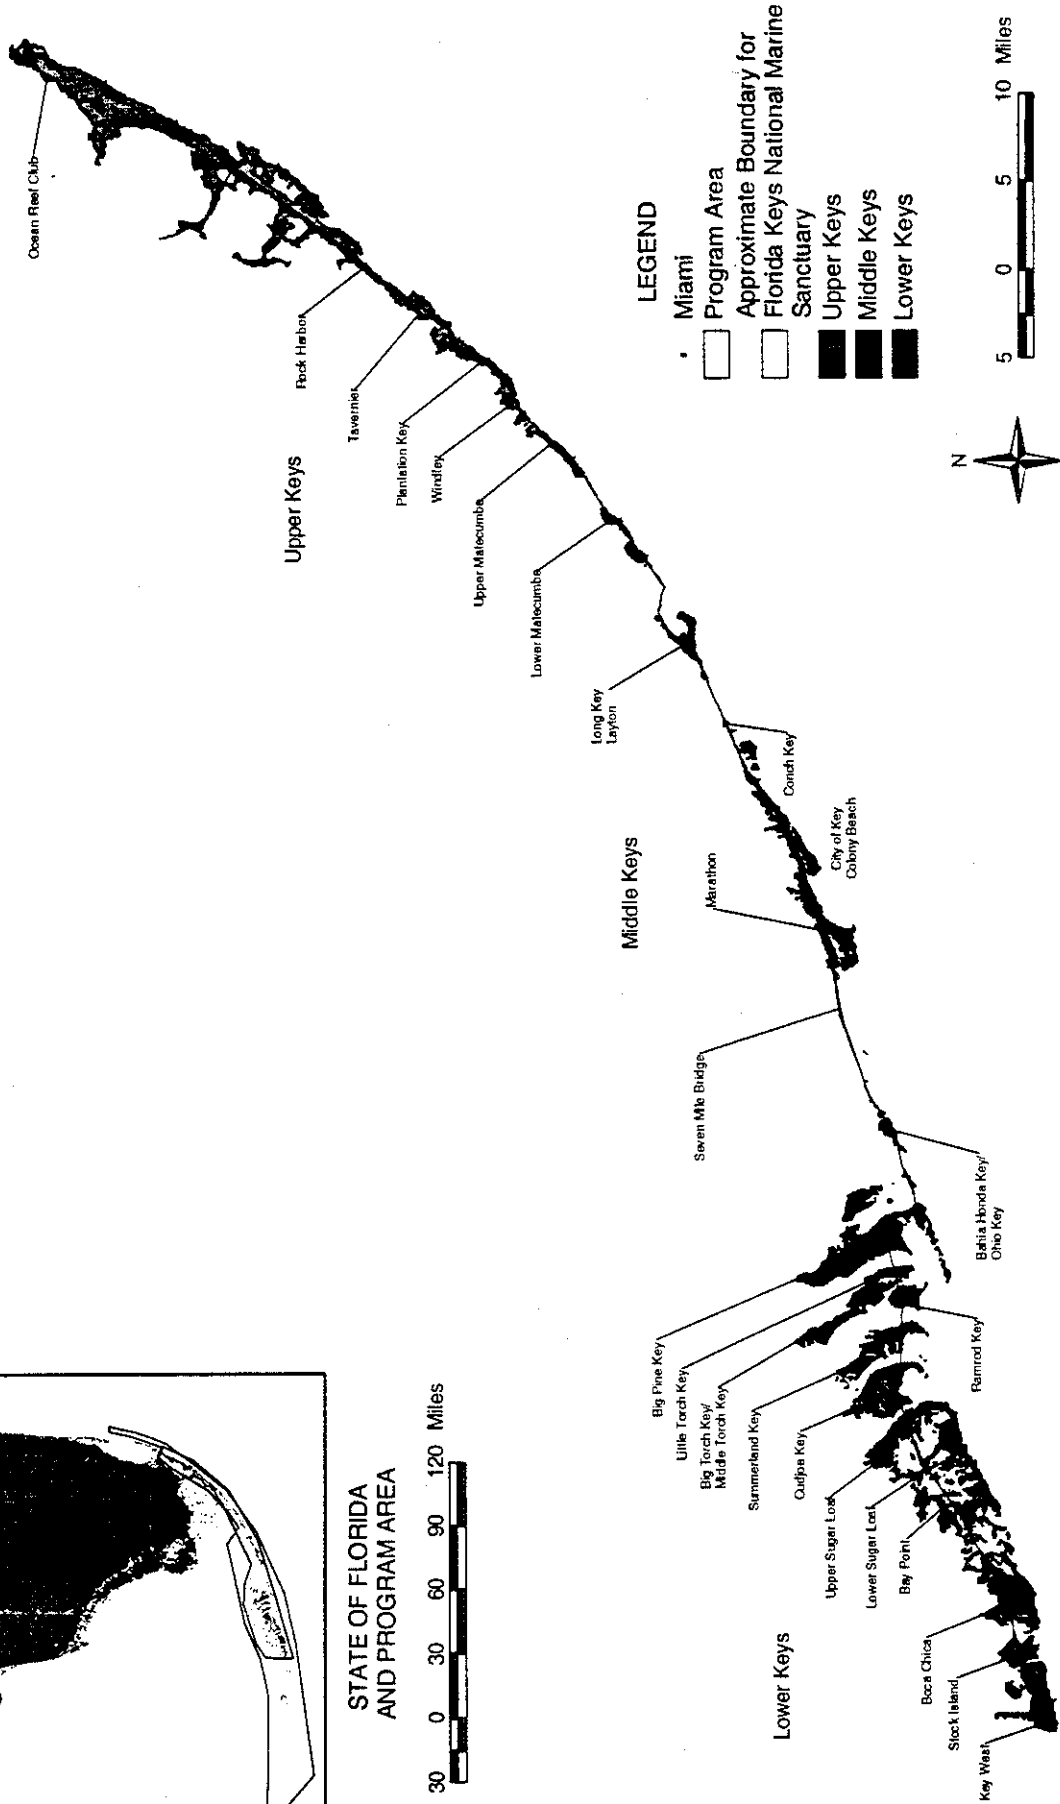 Ocean Reef Club
Rock Harbor
Tavernier
Plantation Key
Windley
Upper Matecumbe
Lower Matecumbe
Long Key
Layton
Conch Key
City of Key
Colony Beach
Marathon
Seven Mile Bridge
Bahia Honda Key/
Ohio Key
Big Pine Key
Little Torch Key
Big Torch Key/
Middle Torch Key
Ramrod Key
Summerland Key
Cudjoe Key
Upper Sugar Loaf
Lower Sugar Loaf
Bay Point
Boca Chica
Stock Island
Key West
Upper Keys
Middle Keys
Lower Keys
STATE OF FLORIDA
AND PROGRAM AREA
30 0 30 60 90 120 Miles
LEGEND
Miami
Program Area
Approximate Boundary for
Florida Keys National Marine
Sanctuary
Upper Keys
Middle Keys
Lower Keys
N
5 0 5 10 Miles